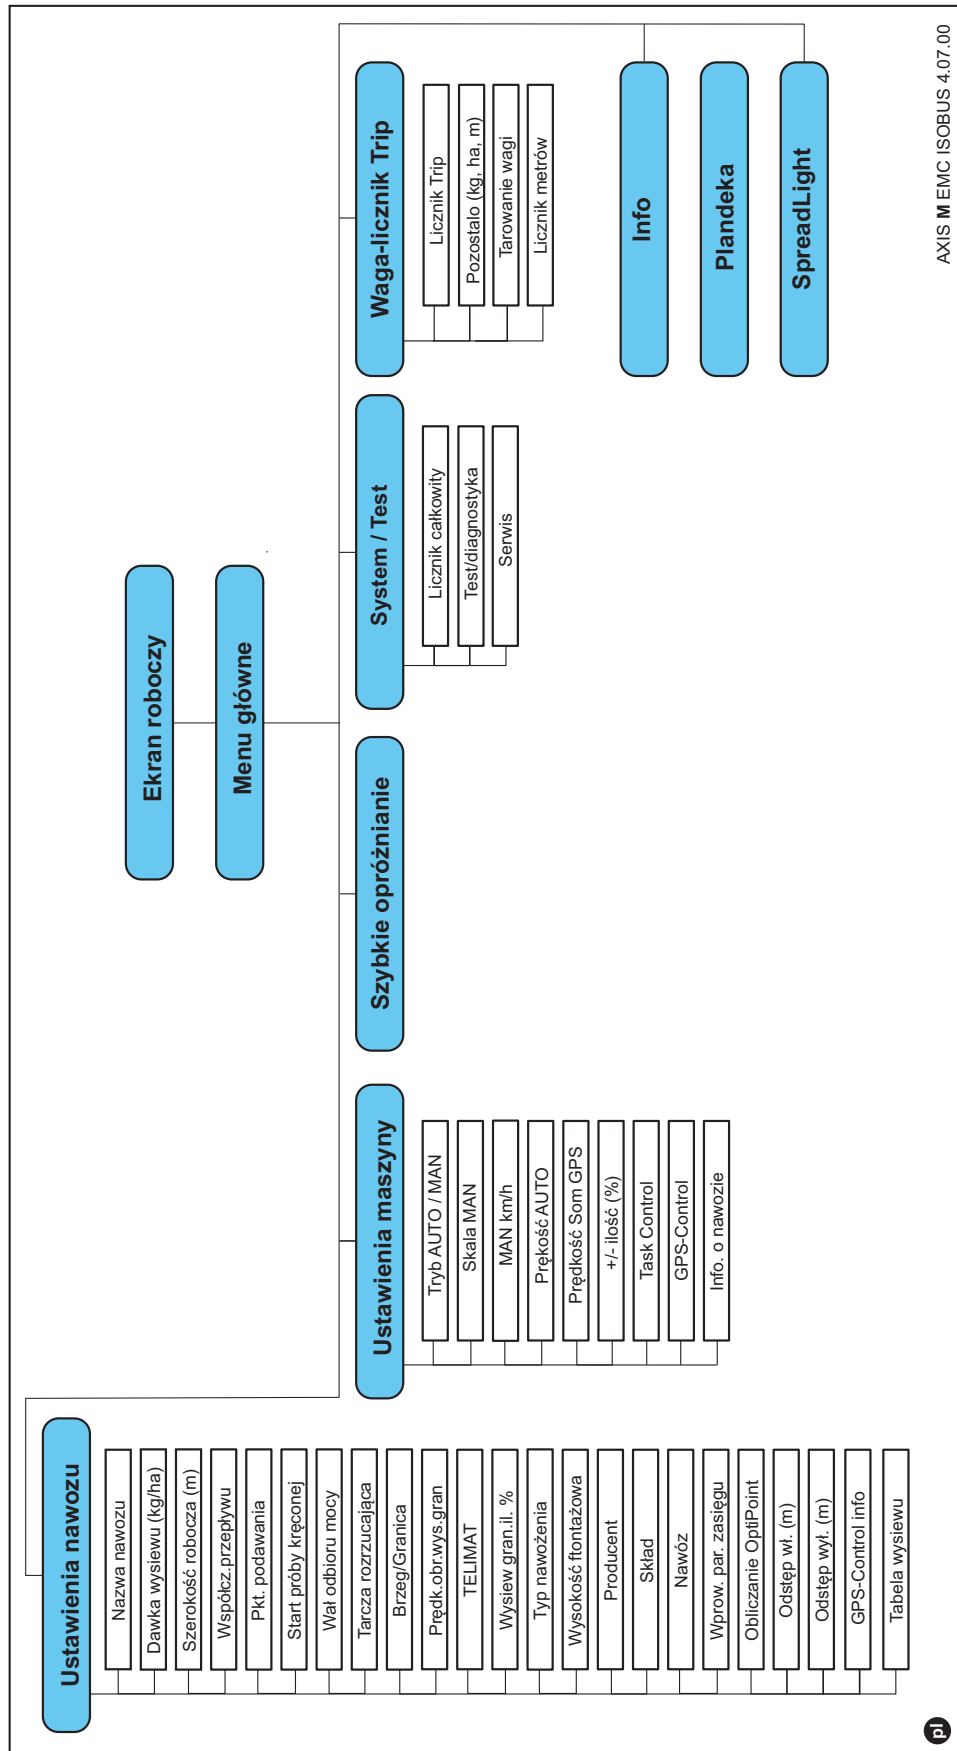 Ekran roboczy
Menu główne
Ustawienia nawozu
Nazwa nawozu
Dawka wysiewu (kg/ha)
Szerokość robocza (m)
Współcz.przepływu
Pkt. podawania
Start próby kręconej
Wał odbioru mocy
Tarcza rozrzucająca
Brzeg/Granica
Prędk.obr.wys.gran
TELIMAT
Wysiew gran.il. %
Typ nawożenia
Wysokość ftontażowa
Producent
Skład
Nawóz
Wprow. par. zasięgu
Obliczanie OptiPoint
Odstęp wł. (m)
Odstęp wył. (m)
GPS-Control info
Tabela wysiewu
Ustawienia maszyny
Tryb AUTO / MAN
Skala MAN
MAN km/h
Prękość AUTO
Prędkość Som GPS
+/- ilość (%)
Task Control
GPS-Control
Info. o nawozie
Szybkie opróżnianie
System / Test
Licznik całkowity
Test/diagnostyka
Serwis
Waga-licznik Trip
Licznik Trip
Pozostalo (kg, ha, m)
Tarowanie wagi
Licznik metrów
Info
Plandeka
SpreadLight
pl
AXIS M EMC ISOBUS 4.07.00